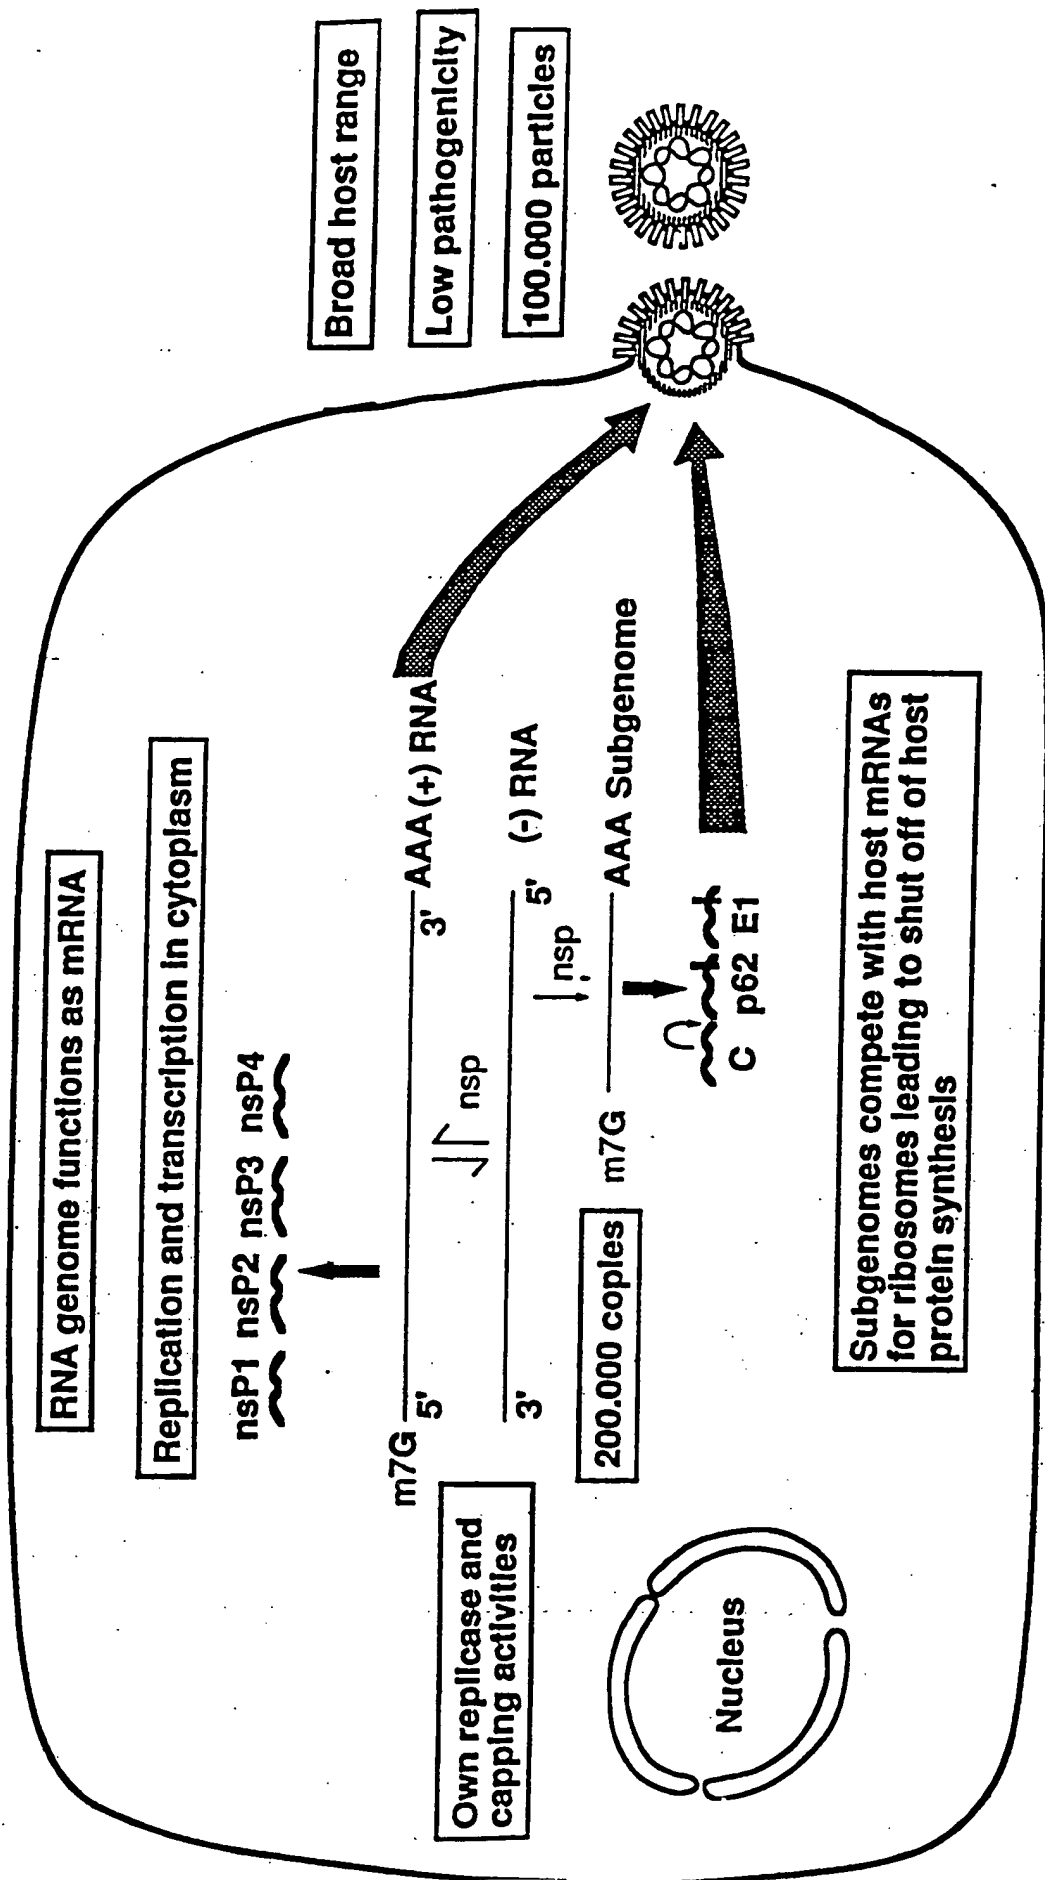 RNA genome functions as mRNA
Replication and transcription in cytoplasm
nsP1 nsP2 nsP3 nsP4
m7G
AAA (+) RNA
5'
3'
nsp
3'
5'
(-) RNA
nsp
m7G
AAA Subgenome
C p62 E1
Own replicase and
capping activities
200.000 copies
Nucleus
Subgenomes compete with host mRNAs
for ribosomes leading to shut off of host
protein synthesis
Broad host range
Low pathogenicity
100.000 particles